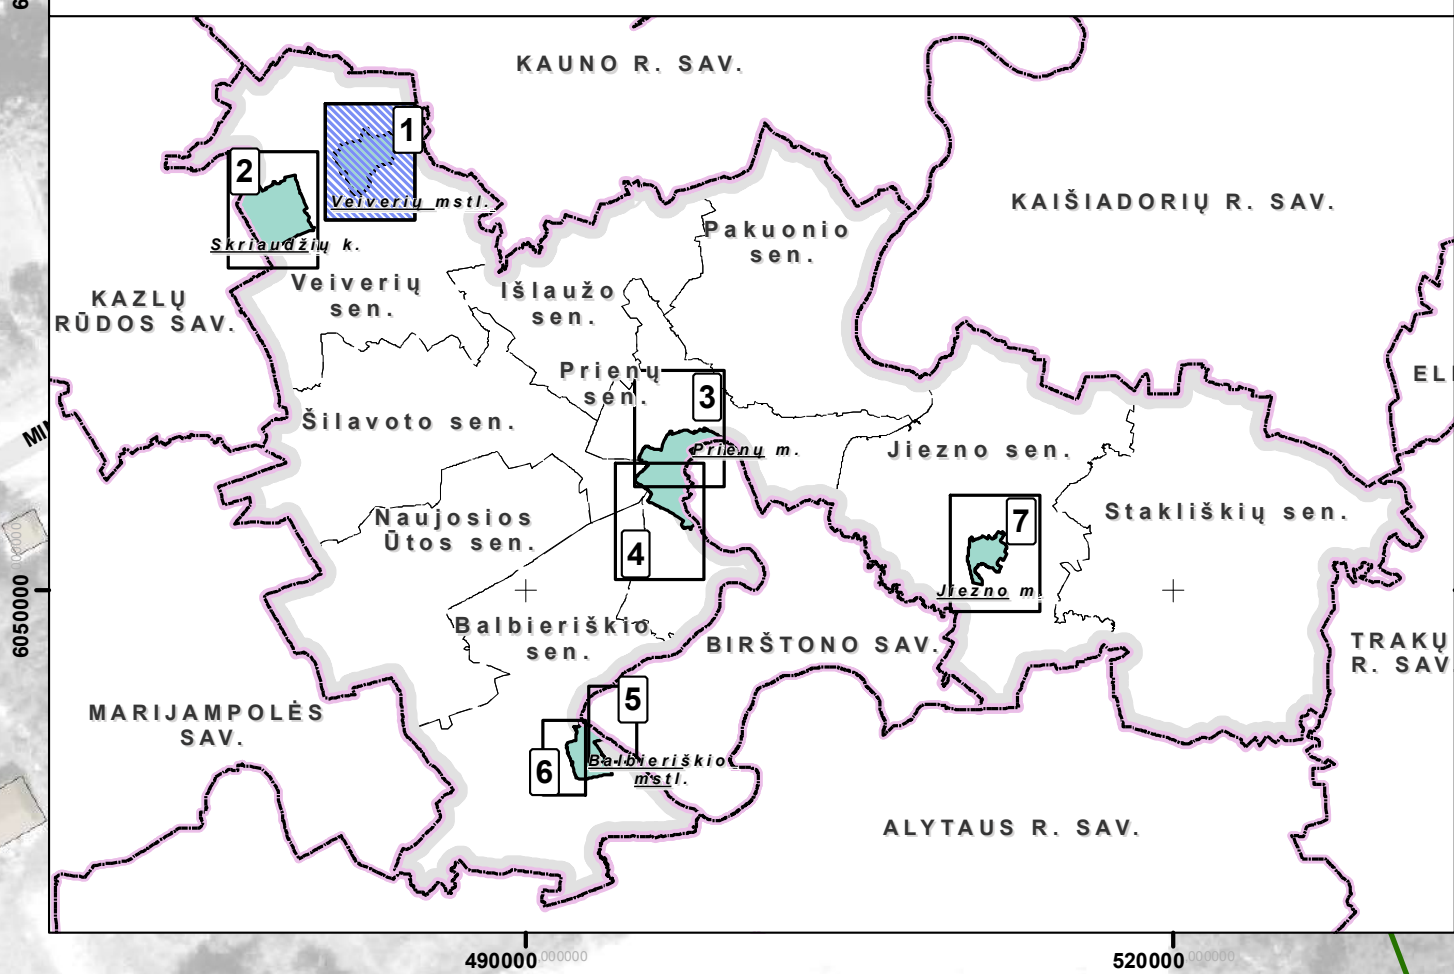 KAUNO R. SAV.
1
2
Veiverių mstl.
KAIŠIADORIŲ R. SAV.
Pakuonio
sen.
Skriaudžių k.
Veiverių
sen.
Išlaužo
sen.
KAZLŲ
RŪDOS SAV.
Prienų
sen.
3
Šilavoto sen.
Prienų m.
Jiezno sen.
Naujosios
Ūtos sen.
Stakliškių sen.
7
4
Jiezno m.
6050000
Balbieriškio
sen.
BIRŠTONO SAV.
TRAKŲ
R. SAV
MARIJAMPOLĖS
SAV.
5
6
Balbieriškio
mstl.
ALYTAUS R. SAV.
490000
520000